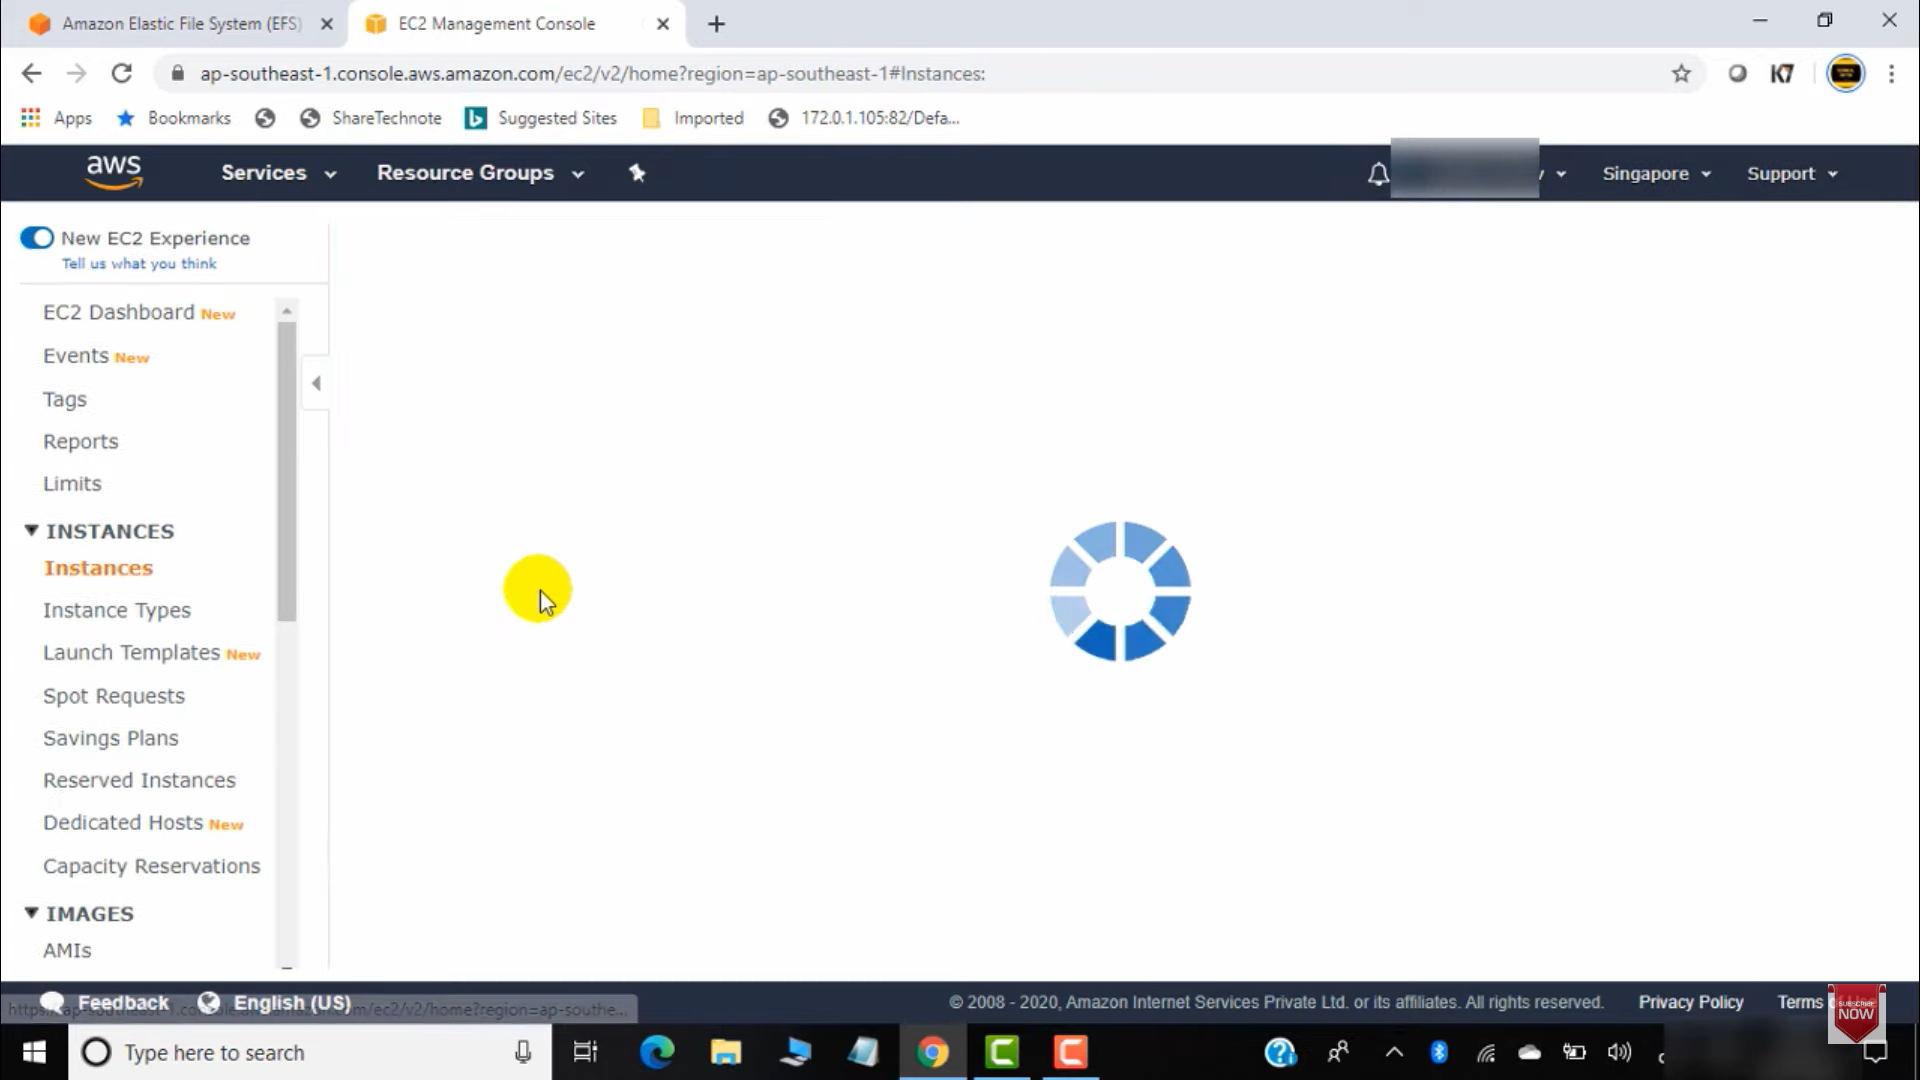 Amazon Elastic File System (EFS)
EC2 Management Console
ap-southeast-1.console.aws.amazon.com/ec2/v2/home?region=ap-southeast-1#Instances:
K7
Apps
Bookmarks
ShareTechnote
b
Suggested Sites
Imported
172.0.1.105:82/Defa...
aws
Services
Resource Groups
Singapore
Support
New EC2 Experience
Tell us what you think
EC2 Dashboard New
Events New
Tags
Reports
Limits
INSTANCES
Instances
Instance Types
Launch Templates New
Spot Requests
Savings Plans
Reserved Instances
Dedicated Hosts New
Capacity Reservations
IMAGES
AMIs
Feedback
English (US)
https://ap-southeast-1.console.aws.amazon.com/ec2/v2/home?region=ap-southe...
© 2008 - 2020, Amazon Internet Services Private Ltd. or its affiliates. All rights reserved.
Privacy Policy
Terms
SUBSCRIBE
NOW
Type here to search